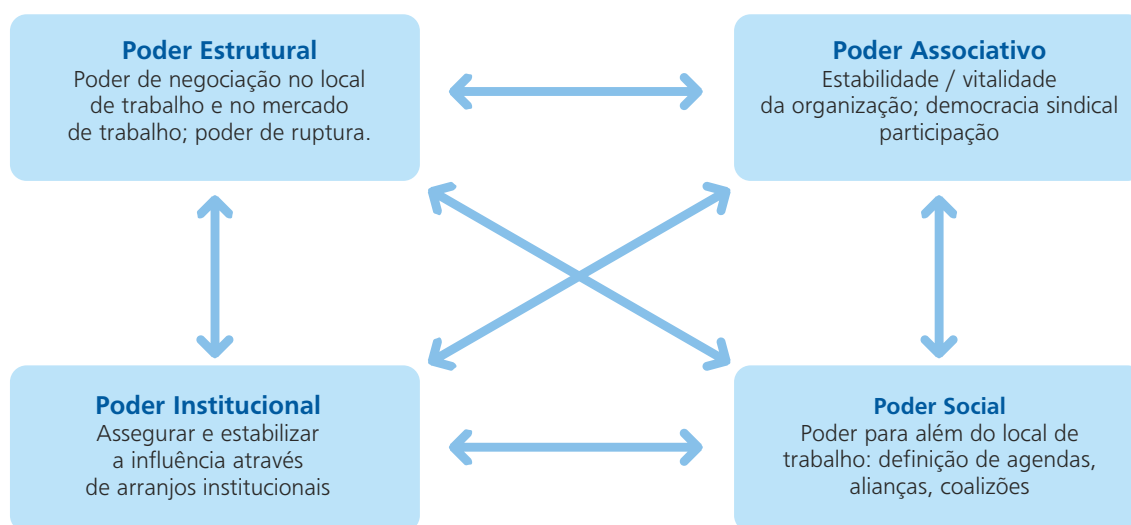 Poder Estrutural
Poder de negociação no local
de trabalho e no mercado
de trabalho; poder de ruptura.
Poder Associativo
Estabilidade / vitalidade
da organização; democracia sindical
participação
Poder Institucional
Assegurar e estabilizar
a influência através
de arranjos institucionais
Poder Social
Poder para além do local de
trabalho: definição de agendas,
alianças, coalizões